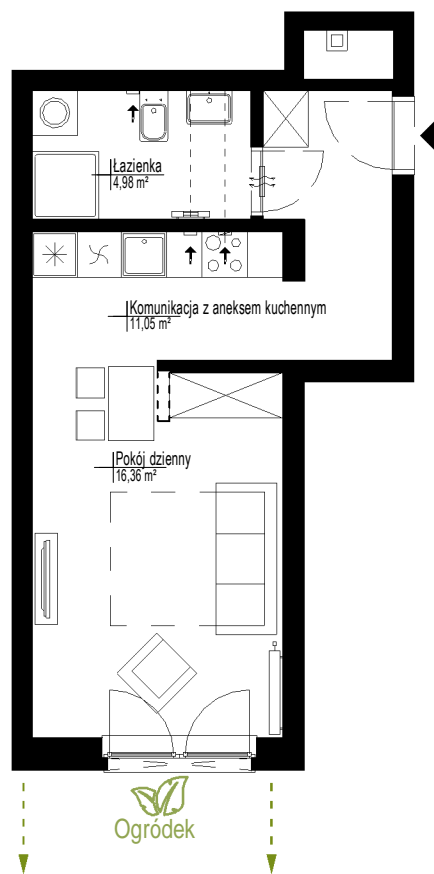 Łazienka
4,98 m²
Komunikacja z aneksem kuchennym
11,05 m²
Pokój dzienny
16,36 m²
Ogródek